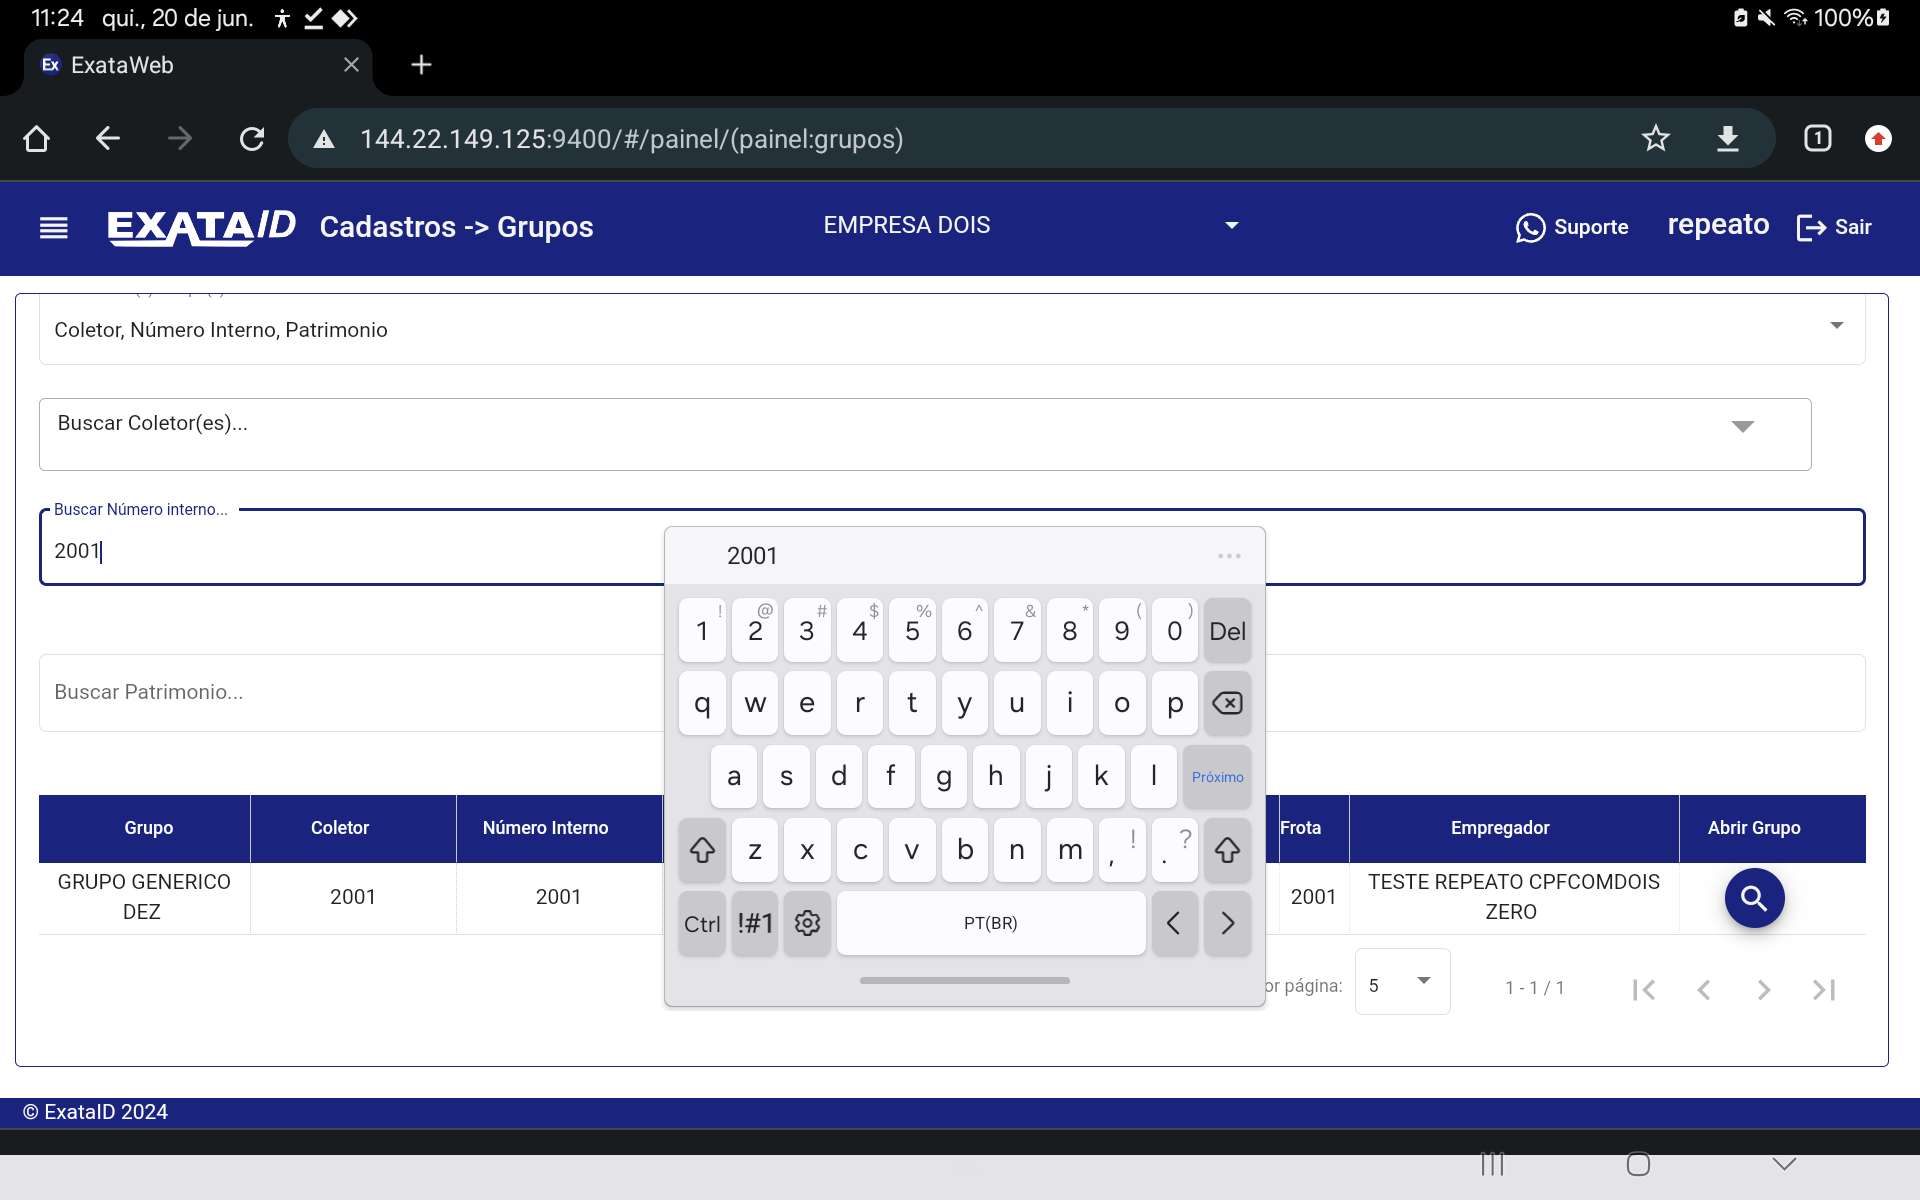 11:24 qui., 20 de jun. 100%
Ex ExataWeb
144.22.149.125:9400/#/painel/(painel:grupos) 1
EXATAID Cadastros -> Grupos EMPRESA DOIS Suporte repeato Sair
Coletor, Número Interno, Patrimonio
Buscar Coletor(es)...
Buscar Número interno...
2001
2001 ...
! @ # $ % ^ & * ( )
1 2 3 4 5 6 7 8 9 0 Del
q w e r t y u i o p
a s d f g h j k l Próximo
z x c v b n m , ! . ?
Ctrl !#1 PT(BR) < >
Buscar Patrimonio...
Grupo Coletor Número Interno Frota Empregador Abrir Grupo
GRUPO GENERICO DEZ 2001 2001 2001 TESTE REPEATO CPFCOMDOIS ZERO
or página: 5 1 - 1 / 1
© ExataID 2024